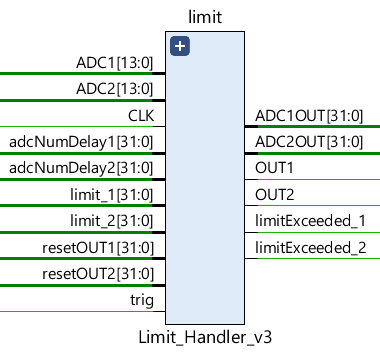 limit
ADC1[13:0]
ADC2[13:0]
CLK
adcNumDelay1[31:0]
adcNumDelay2[31:0]
limit_1[31:0]
limit_2[31:0]
resetOUT1[31:0]
resetOUT2[31:0]
trig
ADC1OUT[31:0]
ADC2OUT[31:0]
OUT1
OUT2
limitExceeded_1
limitExceeded_2
Limit_Handler_v3